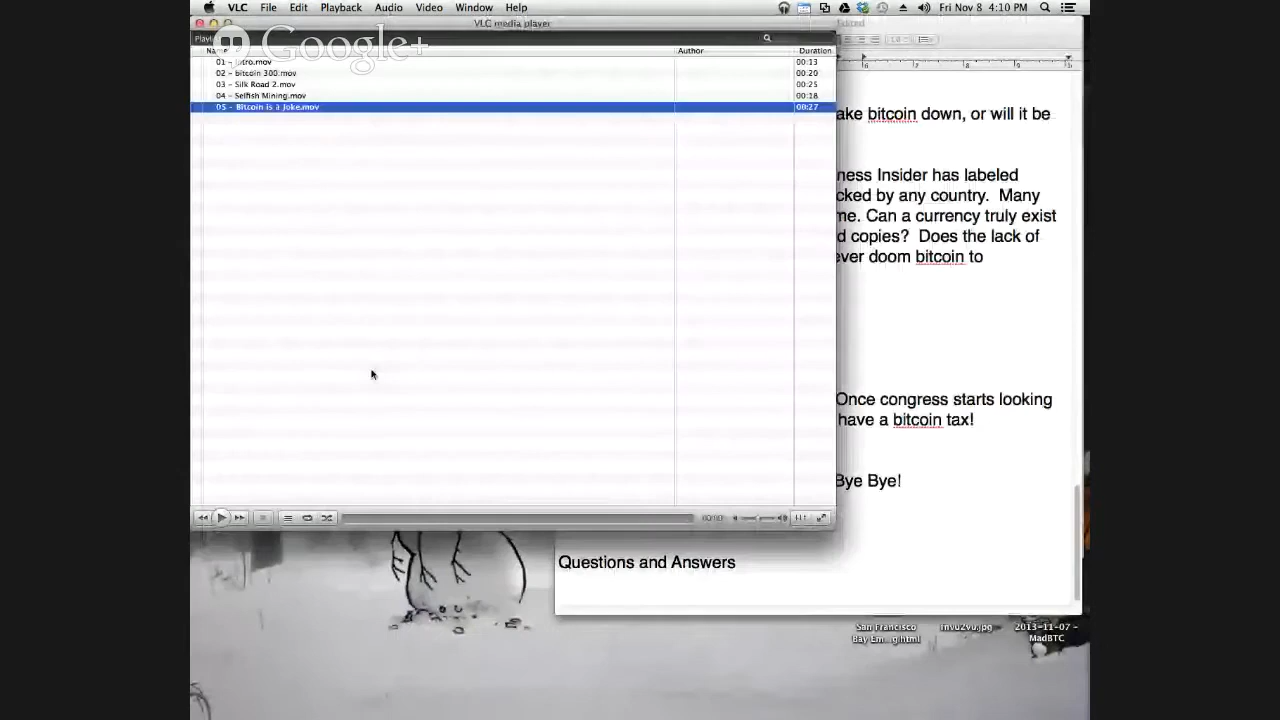 VLC File Edit Playback Audio Video Window Help Fri Nov 8 4:10 PM
VLC media player
Edited
Google+
Name Author Duration
01 - Intro.mov 00:13
02 - bitcoin 300.mov 00:20
03 - Silk Road 2.mov 00:25
04 - Selfish Mining.mov 00:18
05 - Bitcoin is a Joke.mov 00:27
ake bitcoin down, or will it be
ness Insider has labeled
cked by any country. Many
me. Can a currency truly exist
d copies? Does the lack of
ever doom bitcoin to
Once congress starts looking
have a bitcoin tax!
Bye Bye!
Questions and Answers
San Francisco
Bay Em...g.html
2013-11-07 -
MadBTC